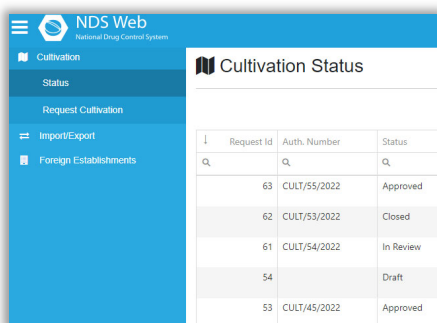 NDS Web
National Drug Control System
Cultivation
Status
Request Cultivation
Import/Export
Foreign Establishments
Cultivation Status
Request Id Auth. Number Status
63 CULT/55/2022 Approved
62 CULT/53/2022 Closed
61 CULT/54/2022 In Review
54 Draft
53 CULT/45/2022 Approved